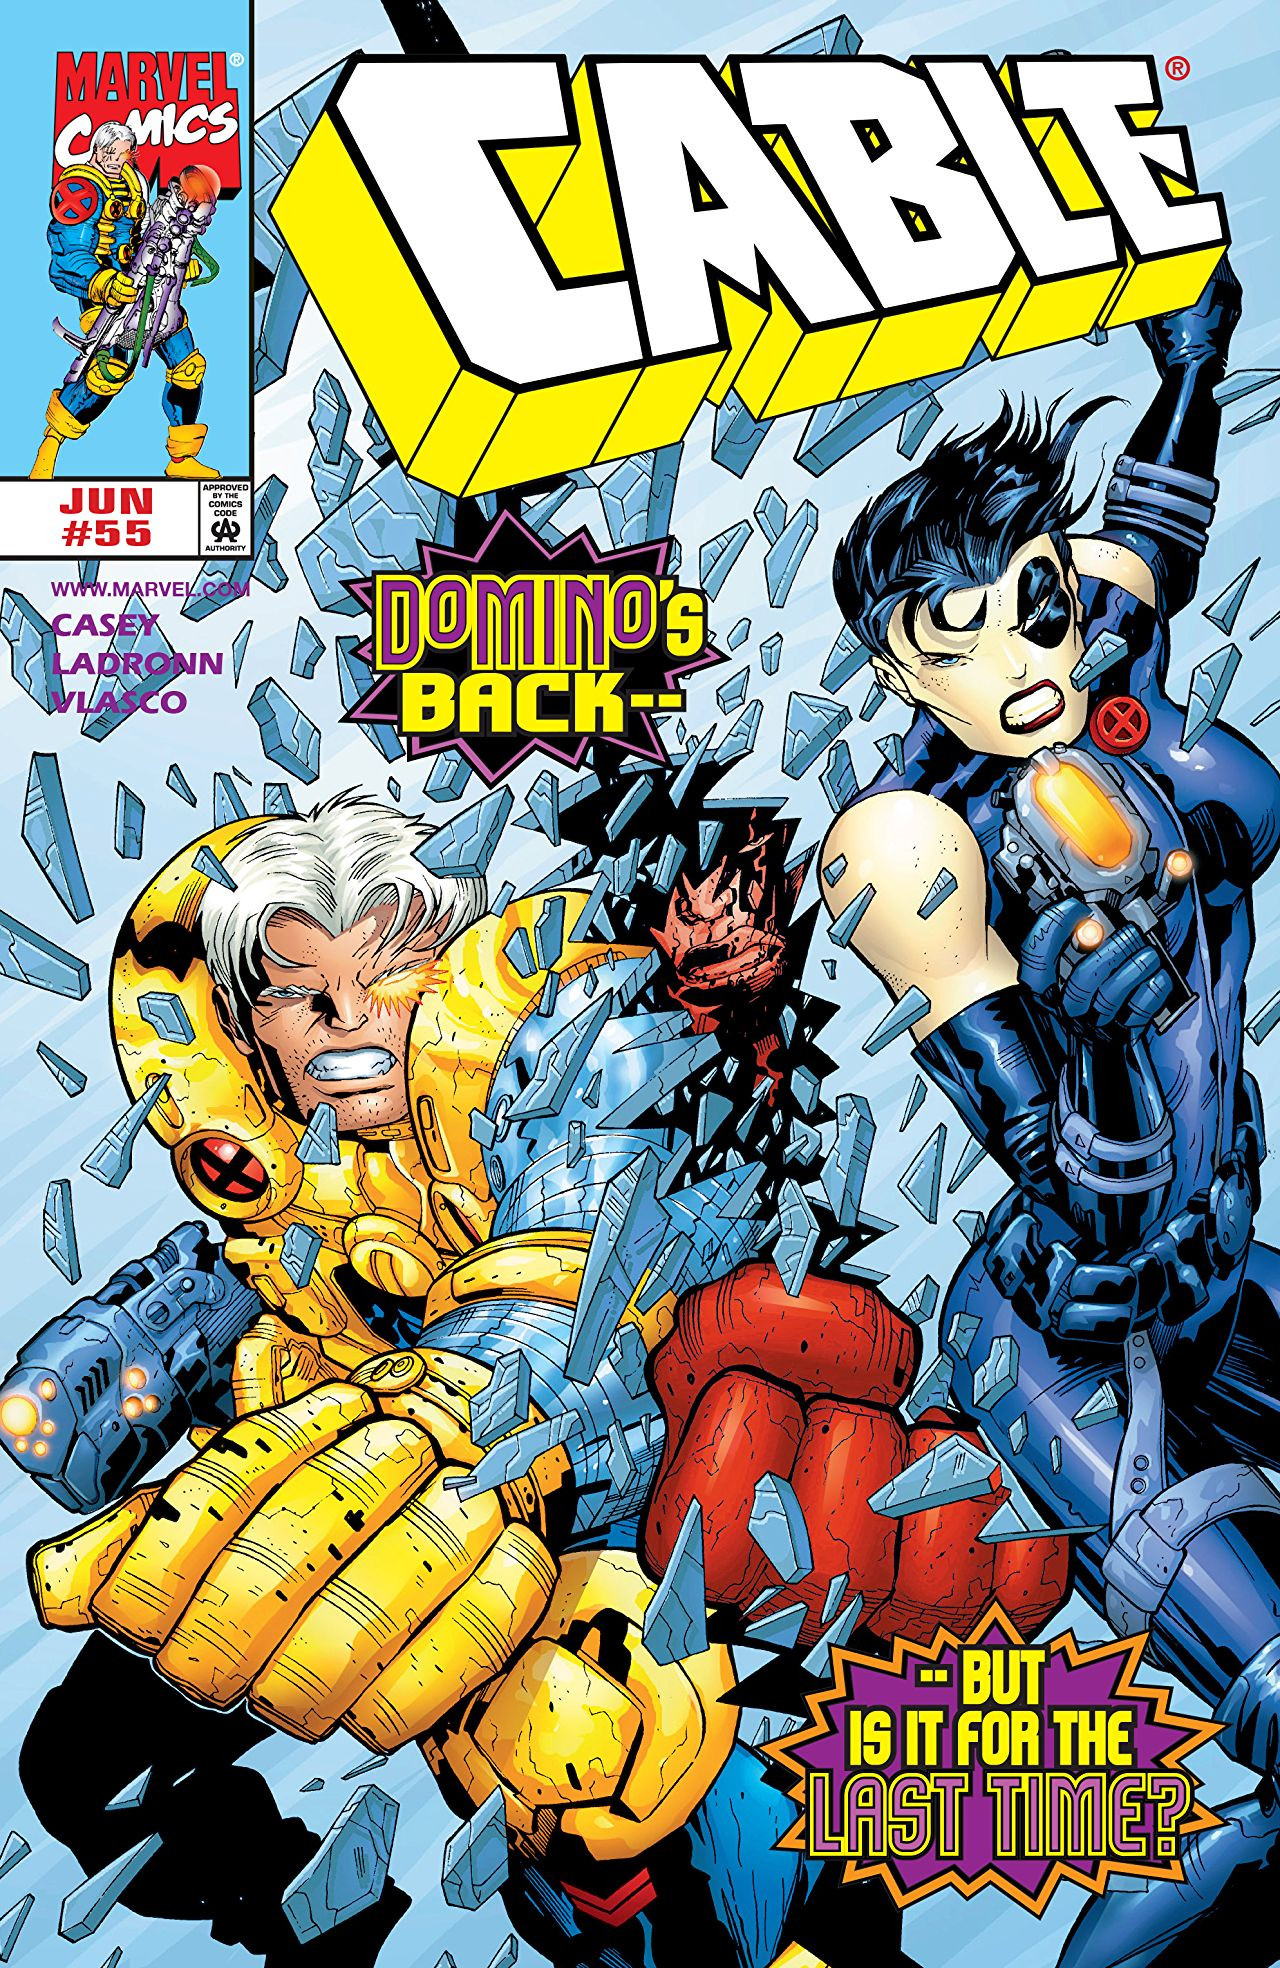 MARVEL®
COMICS
CABLE®
JUN
#55
APPROVED
BY THE
COMICS
CODE
CA
AUTHORITY
WWW.MARVEL.COM
CASEY
LADRONN
VLASCO
DOMINO'S
BACK--
-- BUT
IS IT FOR THE
LAST TIME?